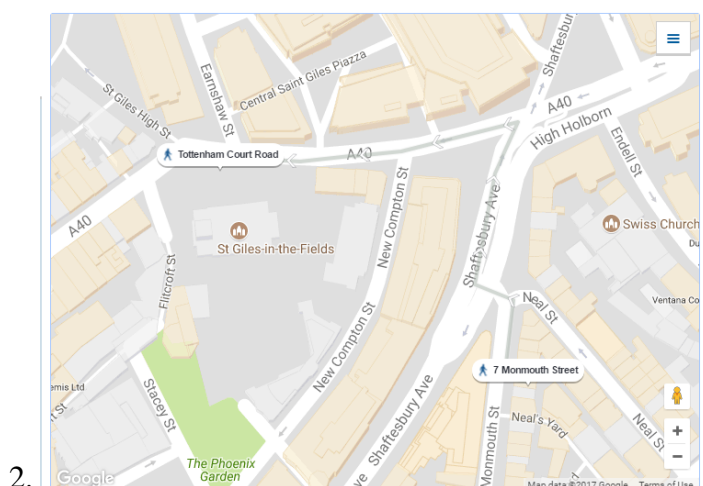 Shaftesbury
Central Saint Giles Piazza
Earnshaw St
St Giles High St
A40
High Holborn
Endell St
Tottenham Court Road
A40
A40
New Compton St
Shaftesbury Ave
Swiss Church
St Giles-in-the-Fields
Flitcroft St
Neal St
Ventana Co
7 Monmouth Street
New Compton St
emis Ltd
Stacey St
Shaftesbury Ave
Neal's Yard
Neal St
Monmouth St
The Phoenix
Garden
Google
Map data ©2017 Google
Terms of Use
2.